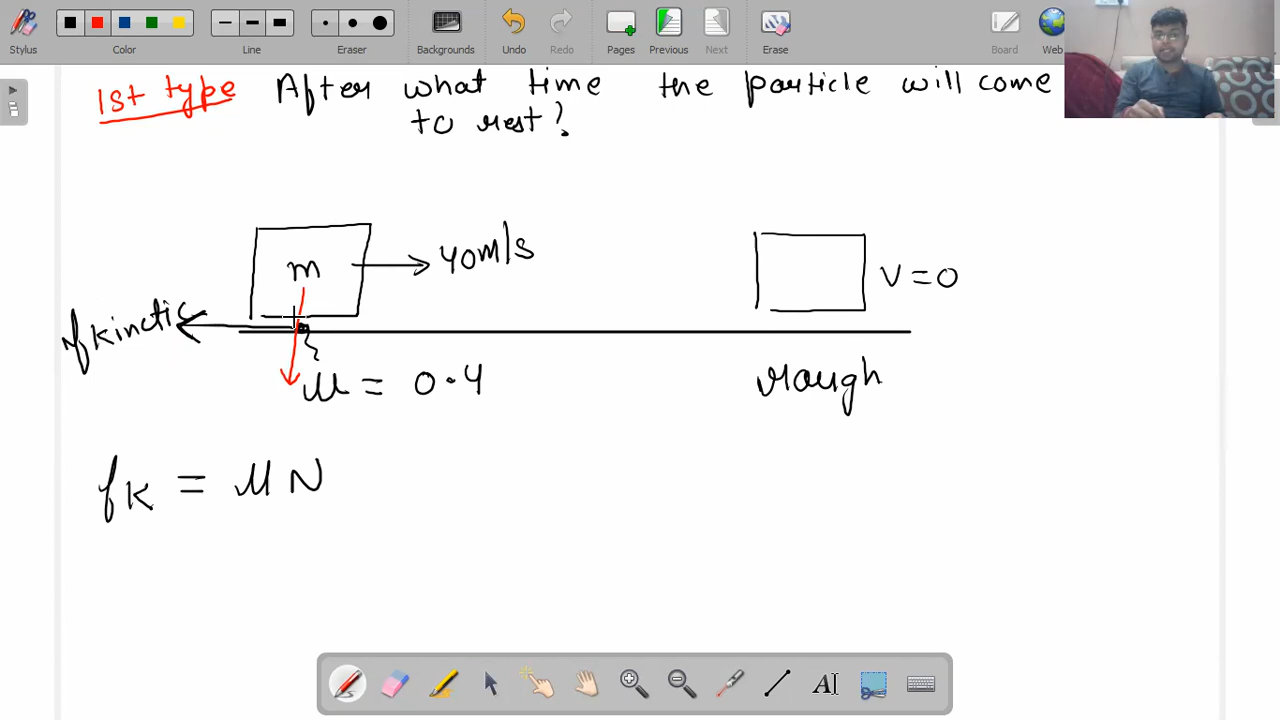 Stylus Color Line Eraser Backgrounds Undo Redo Pages Previous Next Erase Board Web
1st type After what time the particle will come
to rest?
m
40m/s
V = 0
fkinetic
μ = 0.4
rough
fK = μN